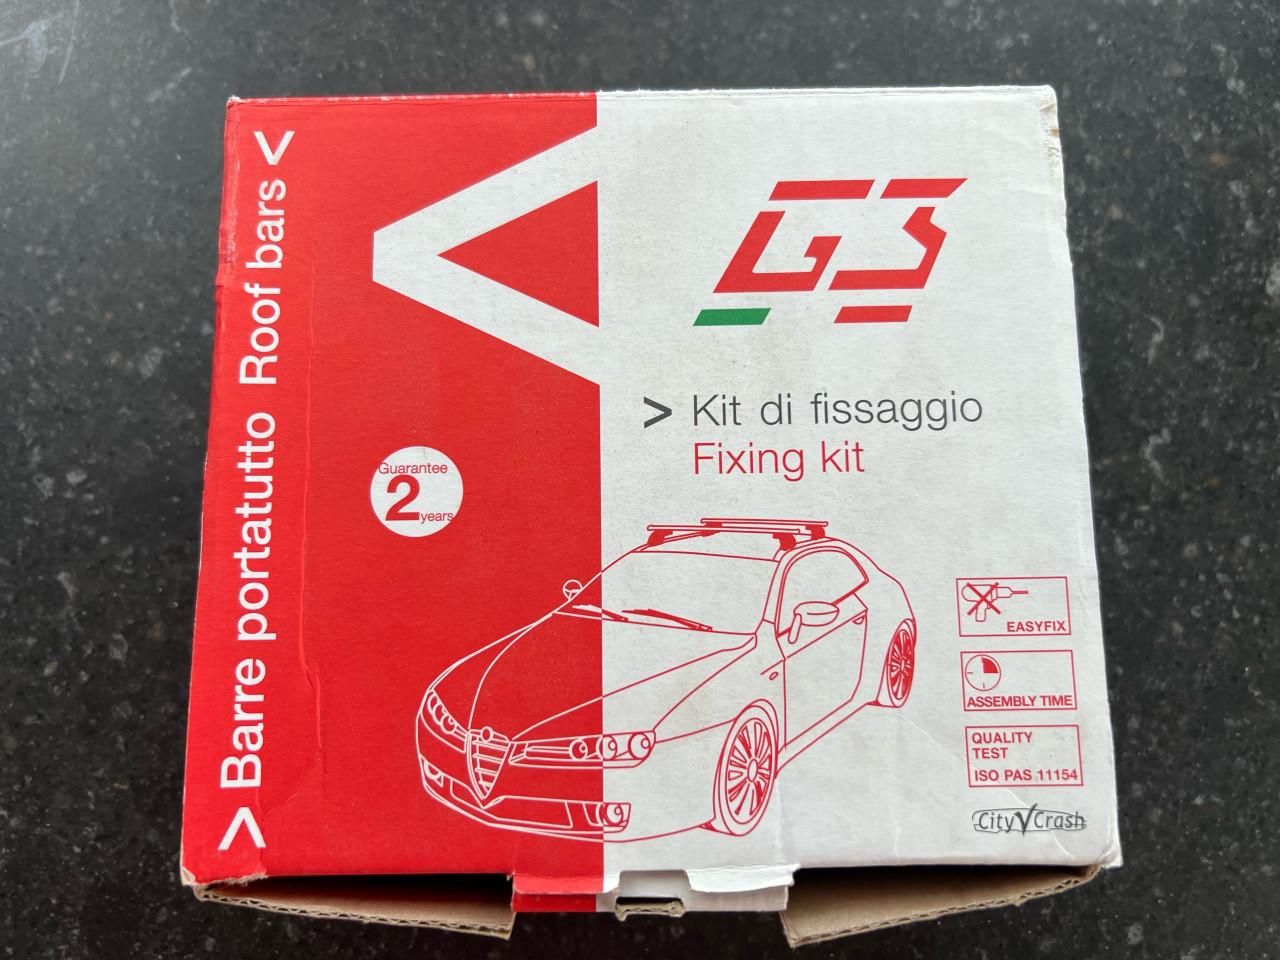 > Barre portatutto Roof bars <
G3
> Kit di fissaggio
Fixing kit
Guarantee
2
years
EASYFIX
ASSEMBLY TIME
QUALITY
TEST
ISO PAS 11154
City Crash